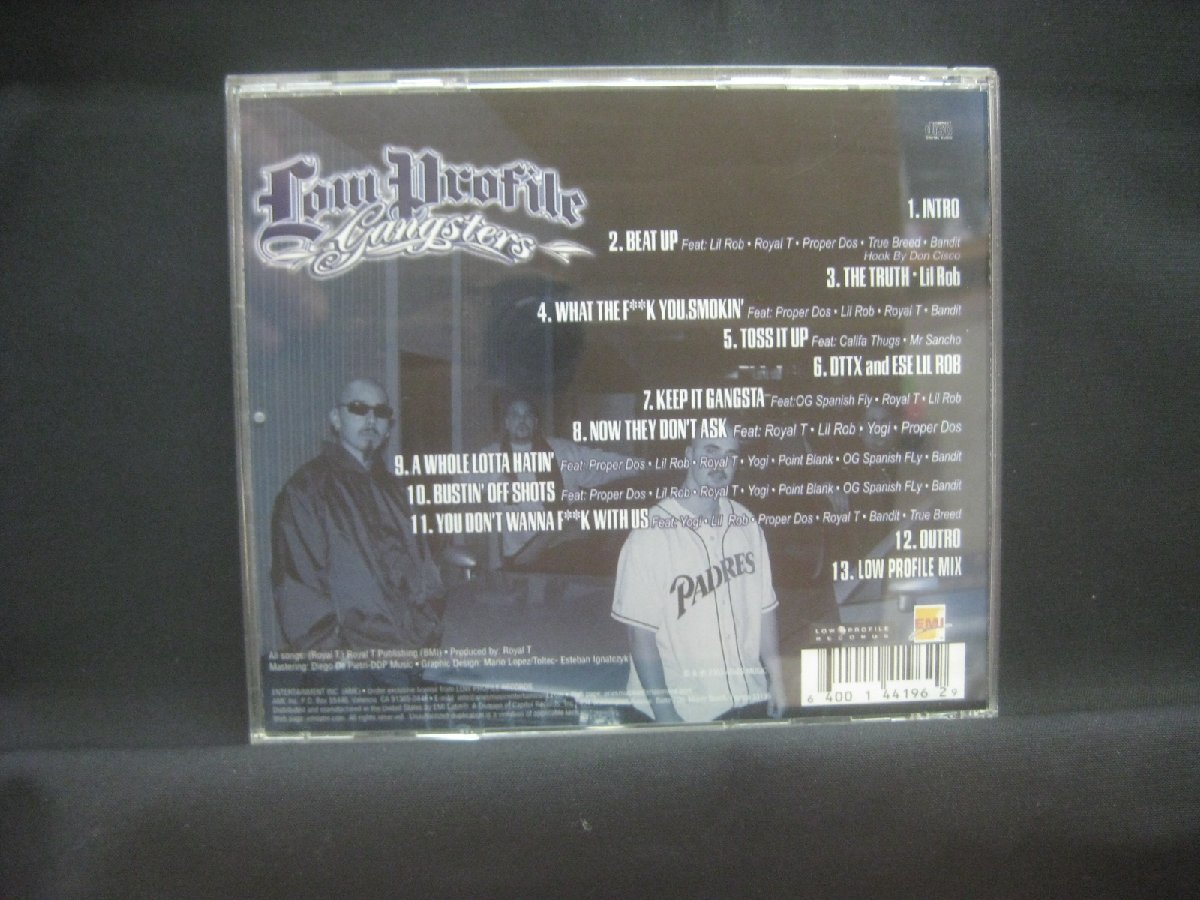 Low Profile
Gangsters
1. INTRO
2. BEAT UP Feat: Lil Rob • Royal T • Proper Dos • True Breed • Bandit
Hook By Don Cisco
3. THE TRUTH • Lil Rob
4. WHAT THE F**K YOU SMOKIN' Feat: Proper Dos • Lil Rob • Royal T • Bandit
5. TOSS IT UP Feat: Califa Thugs • Mr Sancho
6. DTTX and ESE LIL ROB
7. KEEP IT GANGSTA Feat:OG Spanish Fly • Royal T • Lil Rob
8. NOW THEY DON'T ASK Feat: Royal T • Lil Rob • Yogi • Proper Dos
9. A WHOLE LOTTA HATIN' Feat: Proper Dos • Lil Rob • Royal T • Yogi • Point Blank • OG Spanish FLy • Bandit
10. BUSTIN' OFF SHOTS Feat: Proper Dos • Lil Rob • Royal T • Yogi • Point Blank • OG Spanish FLy • Bandit
11. YOU DON'T WANNA F**K WITH US Feat: Yogi • Lil Rob • Proper Dos • Royal T • Bandit • True Breed
12. OUTRO
13. LOW PROFILE MIX
PADRES
LOW PROFILE
RECORDS
EMI
All songs: (Royal T) Royal T Publishing (BMI) • Produced by: Royal T
Mastering: Diego De Pietri-DDP Music • Graphic Design: Mario Lopez/Toltec- Esteban Ignatczyk
6 4001 44196 2 9